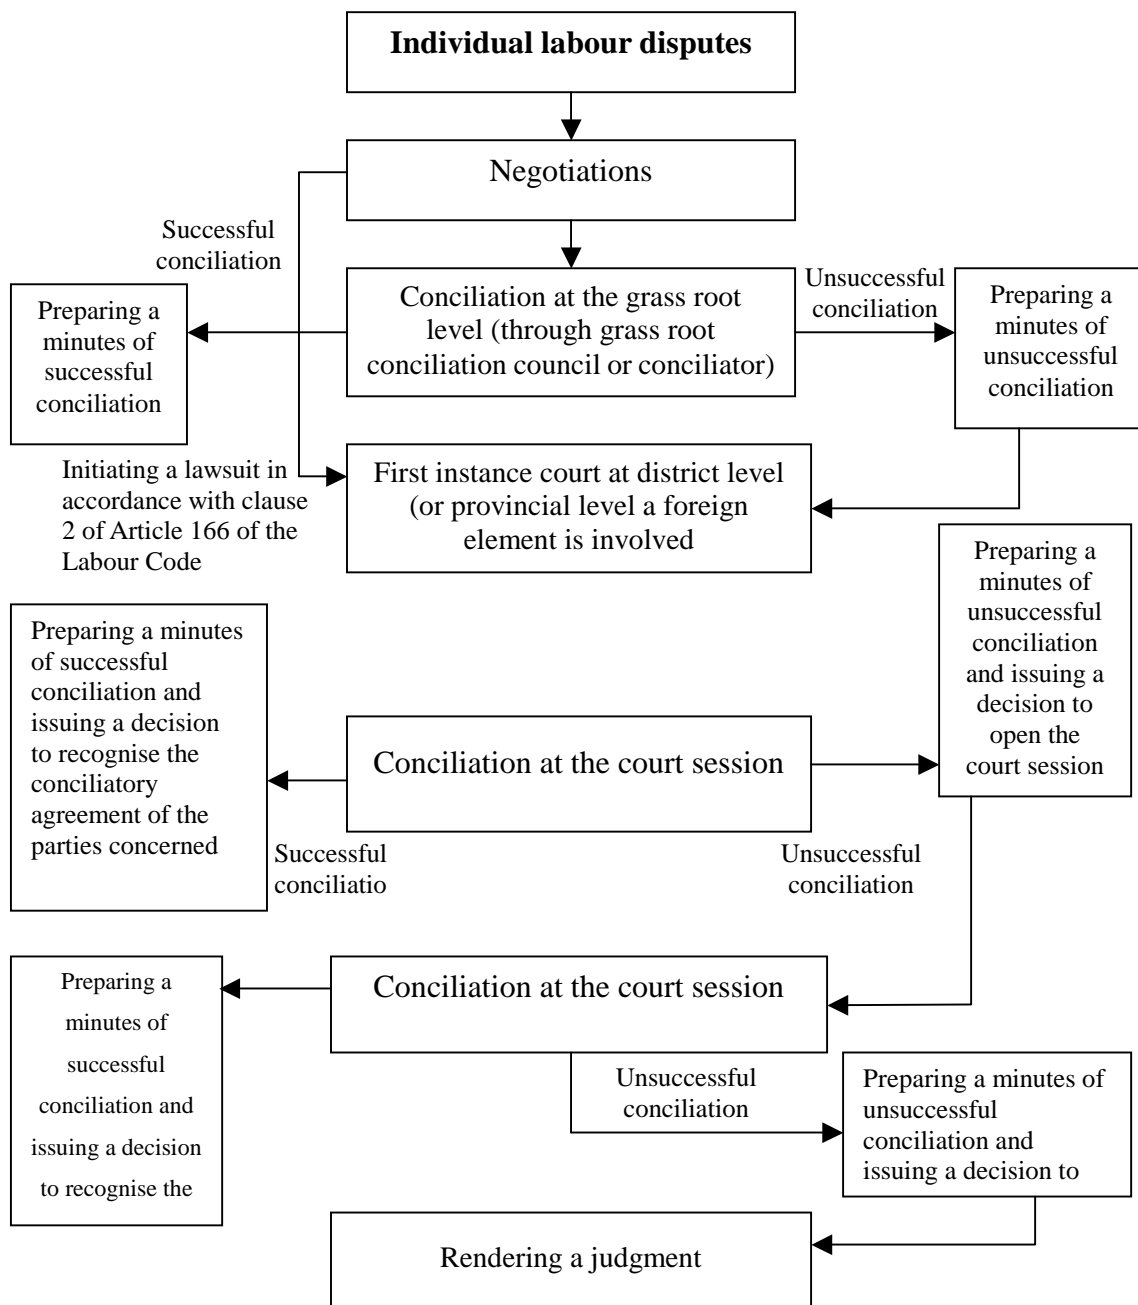 Individual labour disputes
Negotiations
Successful
conciliation
Conciliation at the grass root
level (through grass root
conciliation council or conciliator)
Unsuccessful
conciliation
Preparing a
minutes of
successful
conciliation
Preparing a
minutes of
unsuccessful
conciliation
Initiating a lawsuit in
accordance with clause
2 of Article 166 of the
Labour Code
First instance court at district level
(or provincial level a foreign
element is involved
Preparing a
minutes of
unsuccessful
conciliation
and issuing a
decision to
open the
court session
Preparing a minutes
of successful
conciliation and
issuing a decision
to recognise the
conciliatory
agreement of the
parties concerned
Conciliation at the court session
Successful
conciliatio
Unsuccessful
conciliation
Preparing a
minutes of
successful
conciliation and
issuing a decision
to recognise the
Conciliation at the court session
Unsuccessful
conciliation
Preparing a minutes of
unsuccessful
conciliation and
issuing a decision to
Rendering a judgment